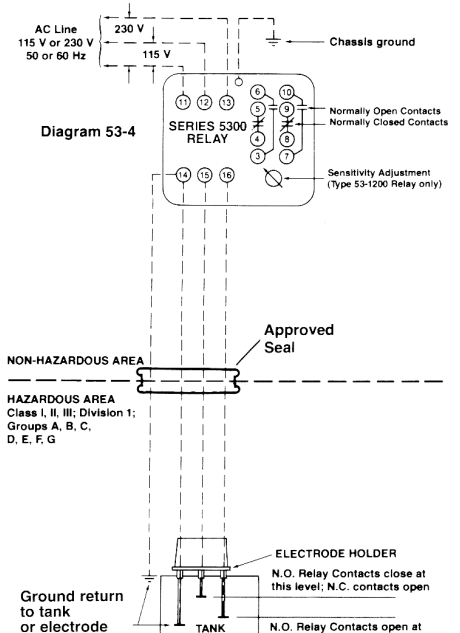 AC Line
115 V or 230 V
50 or 60 Hz
230 V
115 V
Chassis ground
Diagram 53-4
11 12 13
SERIES 5300
RELAY
6 10
5 9
4 8
3 7
14 15 16
Normally Open Contacts
Normally Closed Contacts
Sensitivity Adjustment
(Type 53-1200 Relay only)
Approved
Seal
NON-HAZARDOUS AREA
HAZARDOUS AREA
Class I, II, III; Division 1;
Groups A, B, C,
D, E, F, G
ELECTRODE HOLDER
N.O. Relay Contacts close at
this level; N.C. contacts open
Ground return
to tank
or electrode
TANK
N.O. Relay Contacts open at